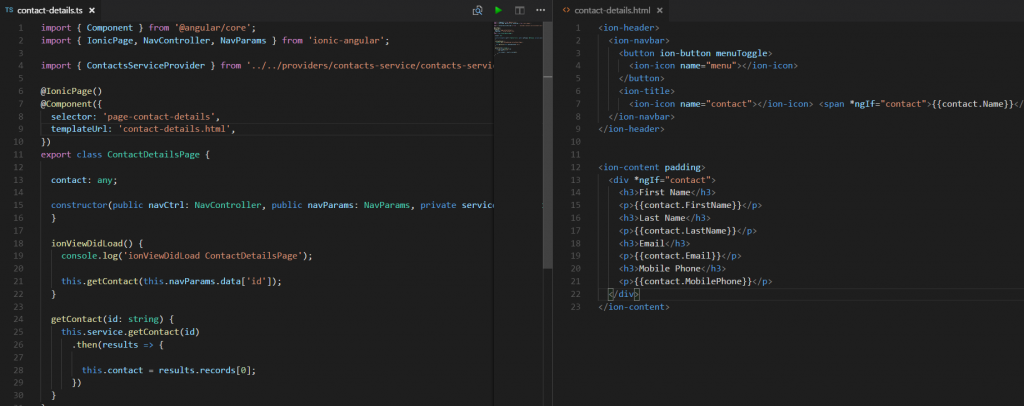 TS contact-details.ts ×
1 import { Component } from '@angular/core';
2 import { IonicPage, NavController, NavParams } from 'ionic-angular';
3
4 import { ContactsServiceProvider } from '../../providers/contacts-service/contacts-servi
5
6 @IonicPage()
7 @Component({
8 selector: 'page-contact-details',
9 templateUrl: 'contact-details.html',
10 })
11 export class ContactDetailsPage {
12
13 contact: any;
14
15 constructor(public navCtrl: NavController, public navParams: NavParams, private servic
16 }
17
18 ionViewDidLoad() {
19 console.log('ionViewDidLoad ContactDetailsPage');
20
21 this.getContact(this.navParams.data['id']);
22 }
23
24 getContact(id: string) {
25 this.service.getContact(id)
26 .then(results => {
27
28 this.contact = results.records[0];
29 })
30 }
<> contact-details.html ×
1 <ion-header>
2 <ion-navbar>
3 <button ion-button menuToggle>
4 <ion-icon name="menu"></ion-icon>
5 </button>
6 <ion-title>
7 <ion-icon name="contact"></ion-icon> <span *ngIf="contact">{{contact.Name}}</
8 </ion-navbar>
9 </ion-header>
10
11
12 <ion-content padding>
13 <div *ngIf="contact">
14 <h3>First Name</h3>
15 <p>{{contact.FirstName}}</p>
16 <h3>Last Name</h3>
17 <p>{{contact.LastName}}</p>
18 <h3>Email</h3>
19 <p>{{contact.Email}}</p>
20 <h3>Mobile Phone</h3>
21 <p>{{contact.MobilePhone}}</p>
22 </div>
23 </ion-content>